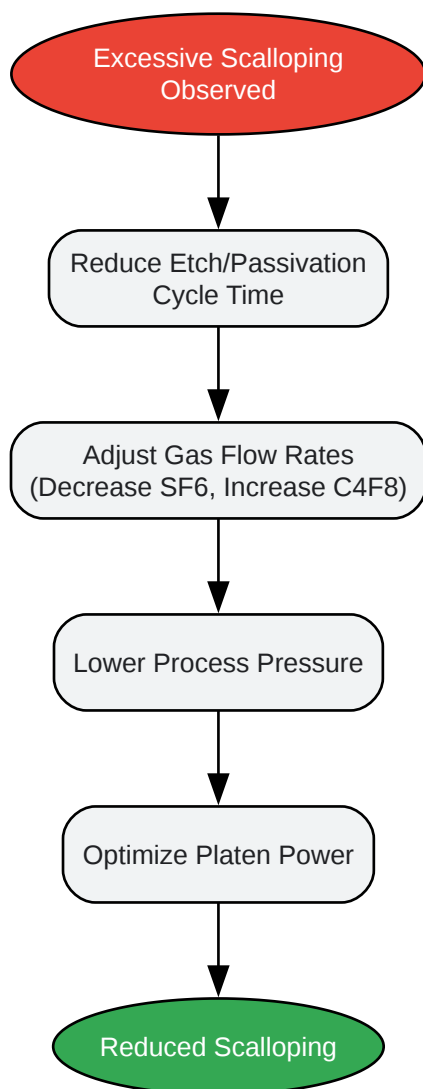 Excessive Scalloping
Observed
Reduce Etch/Passivation
Cycle Time
Adjust Gas Flow Rates
(Decrease SF6, Increase C4F8)
Lower Process Pressure
Optimize Platen Power
Reduced Scalloping